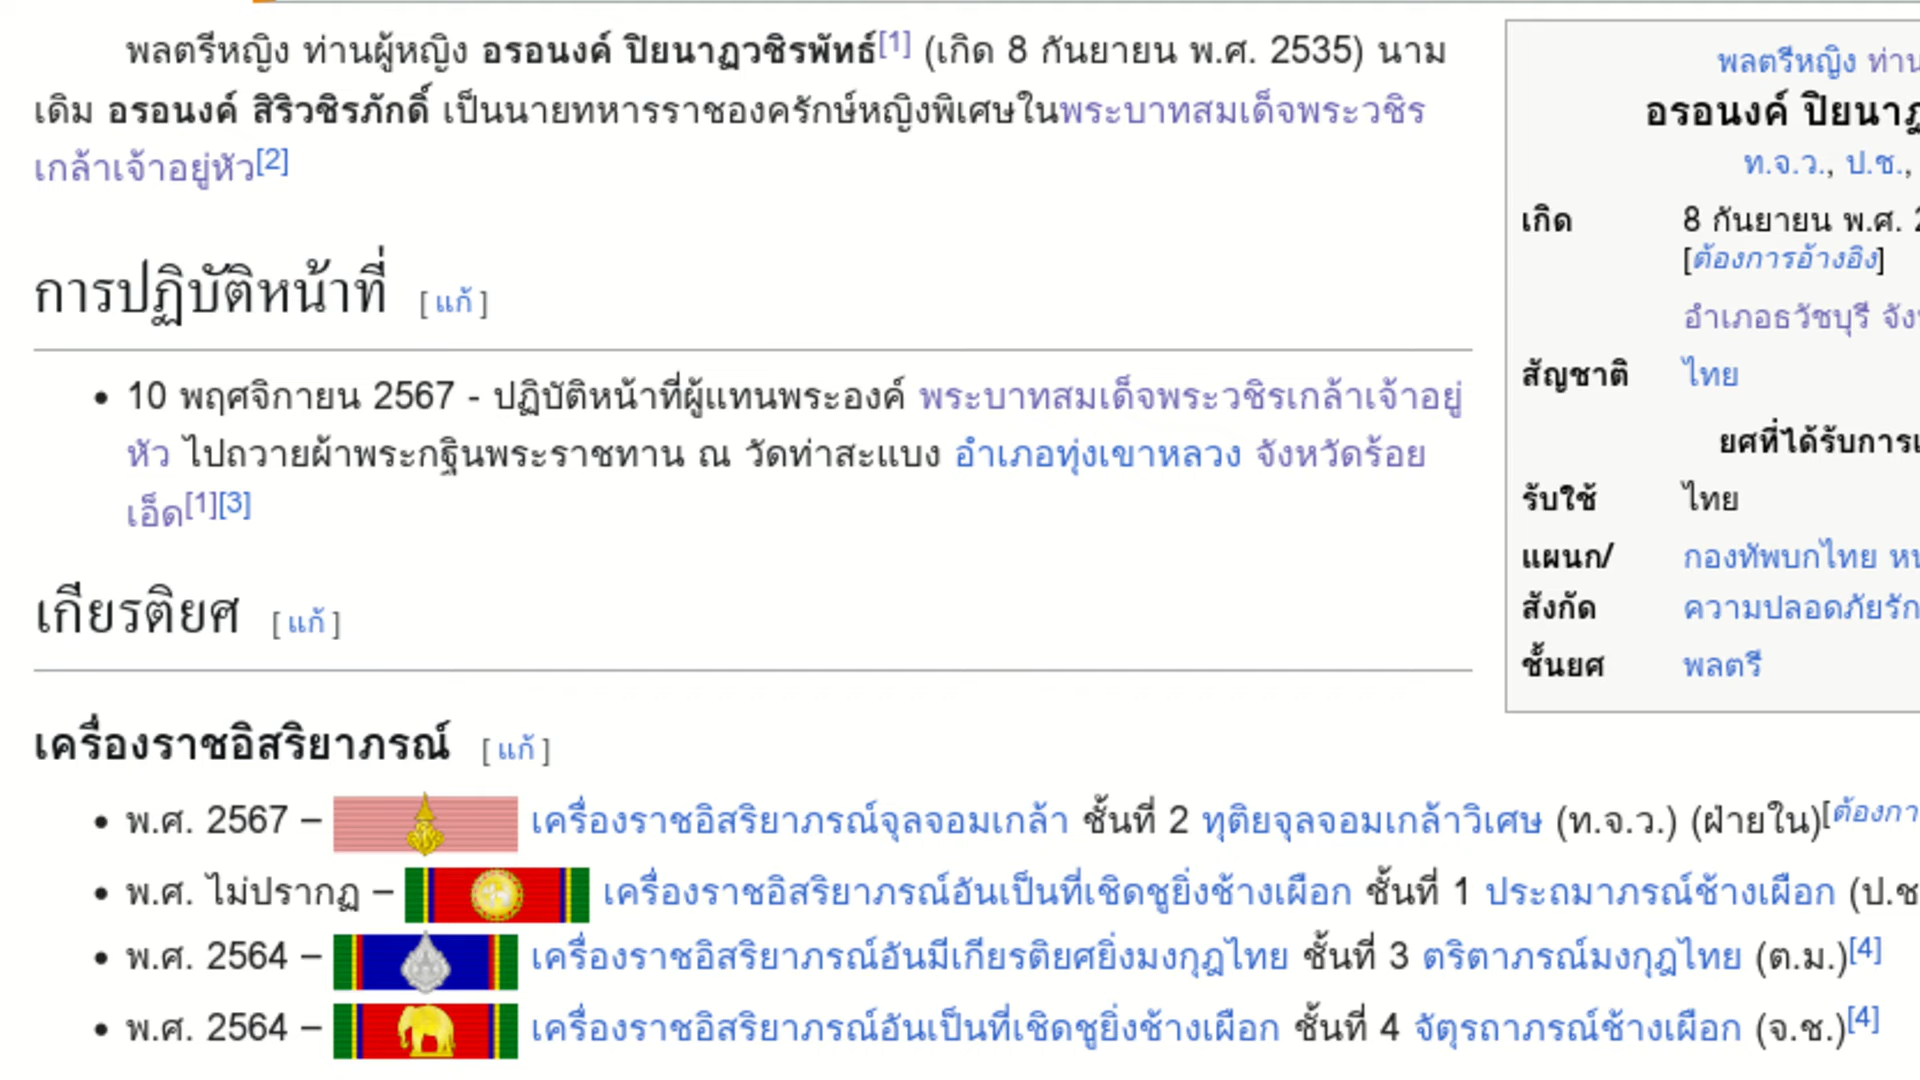 พลตรีหญิง ท่านผู้หญิง อรอนงค์ ปิยนาฏวชิรพัทธ์[1] (เกิด 8 กันยายน พ.ศ. 2535) นาม
เดิม อรอนงค์ สิริวชิรภักดิ์ เป็นนายทหารราชองครักษ์หญิงพิเศษในพระบาทสมเด็จพระวชิร
เกล้าเจ้าอยู่หัว[2]
การปฏิบัติหน้าที่ [ แก้ ]
10 พฤศจิกายน 2567 - ปฏิบัติหน้าที่ผู้แทนพระองค์ พระบาทสมเด็จพระวชิรเกล้าเจ้าอยู่
หัว ไปถวายผ้าพระกฐินพระราชทาน ณ วัดท่าสะแบง อำเภอทุ่งเขาหลวง จังหวัดร้อย
เอ็ด[1][3]
เกียรติยศ [ แก้ ]
เครื่องราชอิสริยาภรณ์ [ แก้ ]
พ.ศ. 2567 – เครื่องราชอิสริยาภรณ์จุลจอมเกล้า ชั้นที่ 2 ทุติยจุลจอมเกล้าวิเศษ (ท.จ.ว.) (ฝ่ายใน)[ต้องกา
พ.ศ. ไม่ปรากฏ – เครื่องราชอิสริยาภรณ์อันเป็นที่เชิดชูยิ่งช้างเผือก ชั้นที่ 1 ประถมาภรณ์ช้างเผือก (ป.ช
พ.ศ. 2564 – เครื่องราชอิสริยาภรณ์อันมีเกียรติยศยิ่งมงกุฎไทย ชั้นที่ 3 ตริตาภรณ์มงกุฎไทย (ต.ม.)[4]
พ.ศ. 2564 – เครื่องราชอิสริยาภรณ์อันเป็นที่เชิดชูยิ่งช้างเผือก ชั้นที่ 4 จัตุรถาภรณ์ช้างเผือก (จ.ช.)[4]
พลตรีหญิง ท่าน
อรอนงค์ ปิยนาฏ
ท.จ.ว., ป.ช.,
เกิด 8 กันยายน พ.ศ. 2
[ต้องการอ้างอิง]
อำเภอธวัชบุรี จัง
สัญชาติ ไทย
ยศที่ได้รับการแ
รับใช้ ไทย
แผนก/ กองทัพบกไทย หน
สังกัด ความปลอดภัยรัก
ชั้นยศ พลตรี